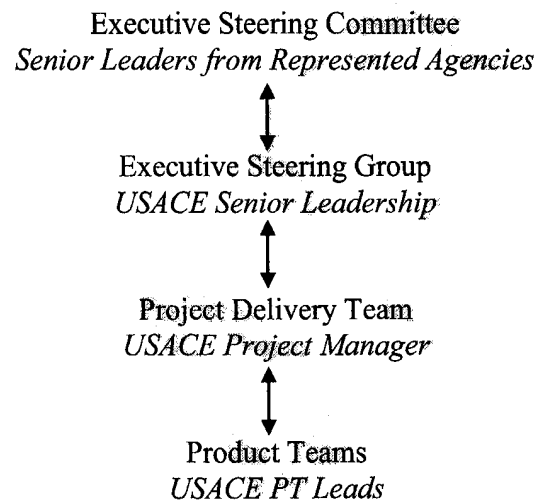 Executive Steering Committee
Senior Leaders from Represented Agencies
Executive Steering Group
USACE Senior Leadership
Project Delivery Team
USACE Project Manager
Product Teams
USACE PT Leads